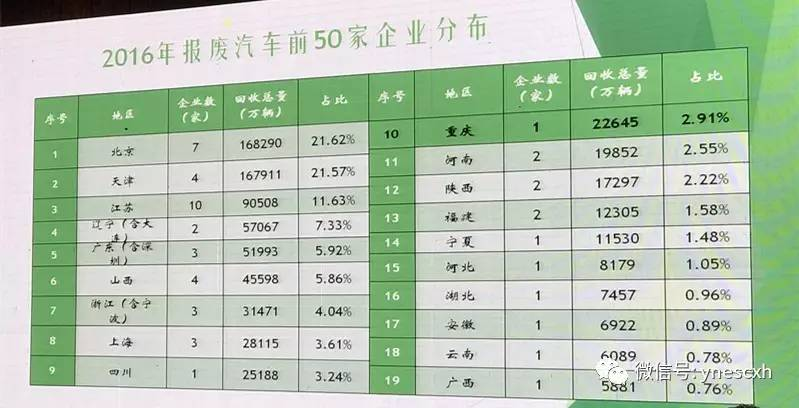 2016年报废汽车前50家企业分布
序号 地区 企业数（家） 回收总量（万辆） 占比
1 北京 7 168290 21.62%
2 天津 4 167911 21.57%
3 江苏 10 90508 11.63%
4 辽宁（含大连） 2 57067 7.33%
5 广东（含深圳） 3 51993 5.92%
6 山西 4 45598 5.86%
7 浙江（含宁波） 3 31471 4.04%
8 上海 3 28115 3.61%
9 四川 1 25188 3.24%
序号 地区 企业数（家） 回收总量（万辆） 占比
10 重庆 1 22645 2.91%
11 河南 2 19852 2.55%
12 陕西 2 17297 2.22%
13 福建 2 12305 1.58%
14 宁夏 1 11530 1.48%
15 河北 1 8179 1.05%
16 湖北 1 7457 0.96%
17 安徽 1 6922 0.89%
18 云南 1 6089 0.78%
19 广西 1 5881 0.76%
微信号: ynescxh